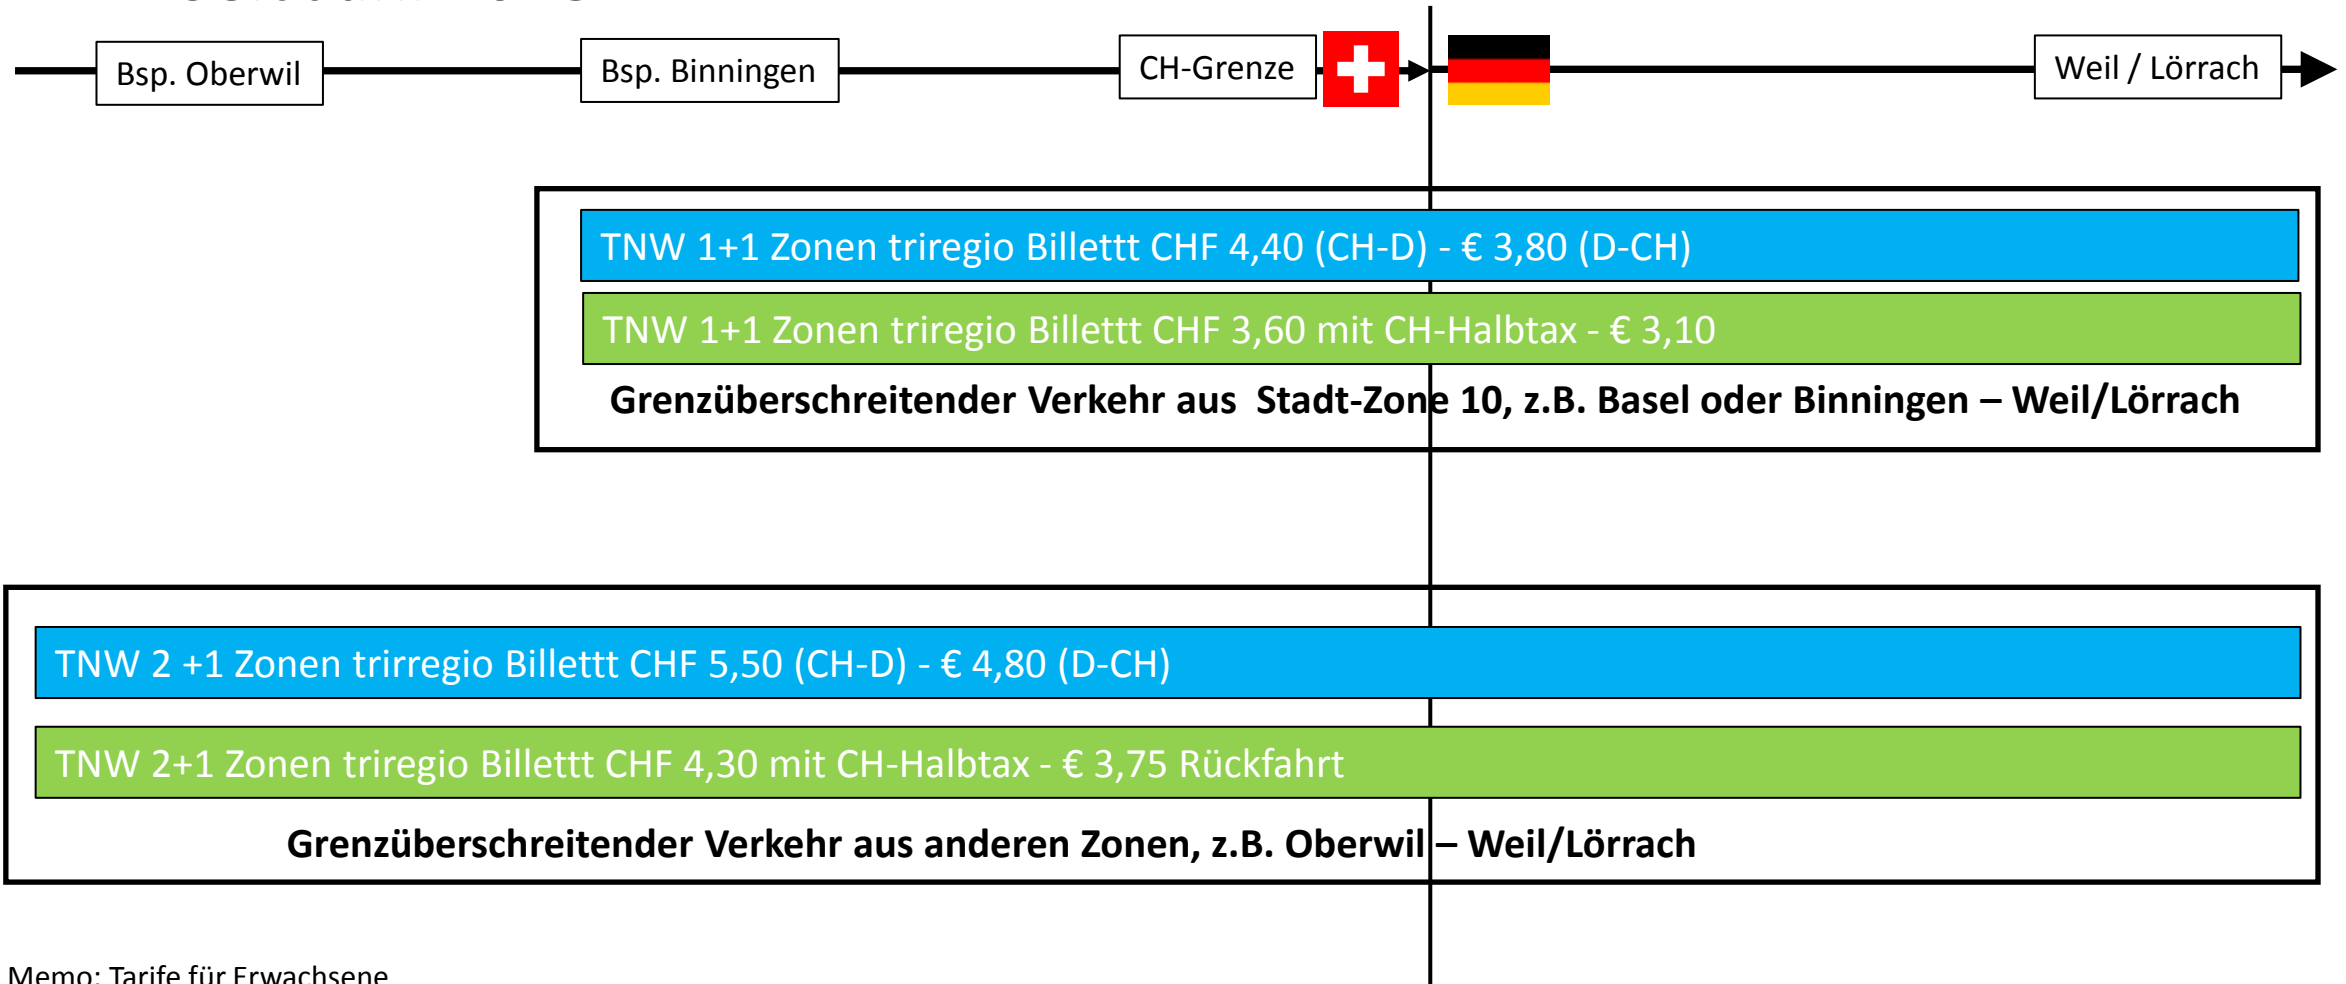 Bsp. Oberwil
Bsp. Binningen
CH-Grenze
Weil / Lörrach
TNW 1+1 Zonen triregio Billettt CHF 4,40 (CH-D) - € 3,80 (D-CH)
TNW 1+1 Zonen triregio Billettt CHF 3,60 mit CH-Halbtax - € 3,10
Grenzüberschreitender Verkehr aus Stadt-Zone 10, z.B. Basel oder Binningen – Weil/Lörrach
TNW 2 +1 Zonen trirregio Billettt CHF 5,50 (CH-D) - € 4,80 (D-CH)
TNW 2+1 Zonen triregio Billettt CHF 4,30 mit CH-Halbtax - € 3,75 Rückfahrt
Grenzüberschreitender Verkehr aus anderen Zonen, z.B. Oberwil – Weil/Lörrach
Memo: Tarife für Erwachsene